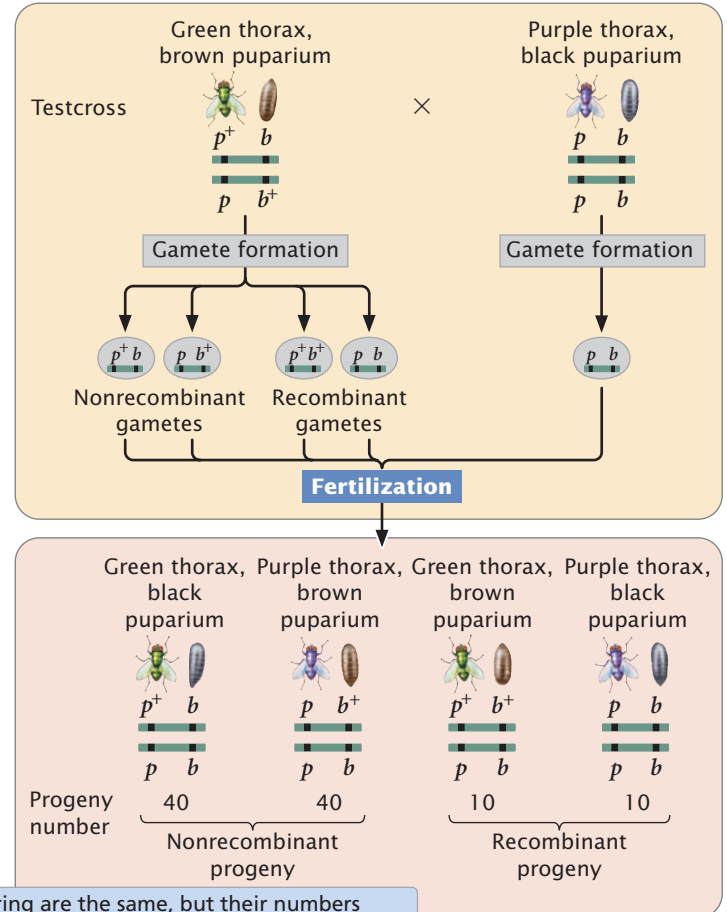 Green thorax,
brown puparium
Purple thorax,
black puparium
Testcross
×
p⁺ b
p b⁺
p b
p b
Gamete formation
Gamete formation
p⁺ b
p b⁺
p⁺ b⁺
p b
p b
Nonrecombinant
gametes
Recombinant
gametes
Fertilization
Green thorax,
black
puparium
Purple thorax,
brown
puparium
Green thorax,
brown
puparium
Purple thorax,
black
puparium
p⁺ b
p b
p b⁺
p b
p⁺ b⁺
p b
p b
p b
Progeny
number
40
40
10
10
Nonrecombinant
progeny
Recombinant
progeny
ring are the same, but their numbers